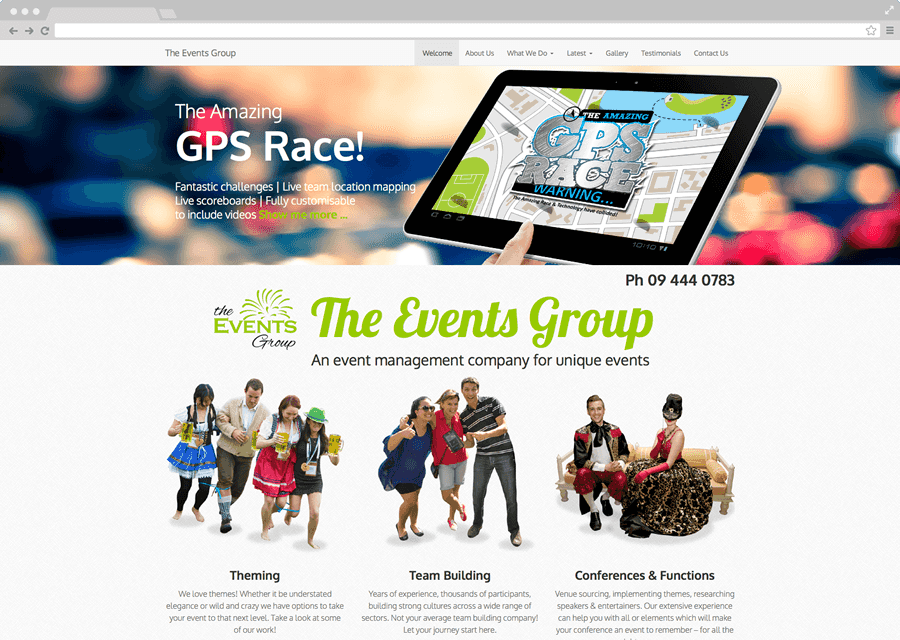 The Events Group
Welcome
About Us
What We Do
Latest
Gallery
Testimonials
Contact Us
The Amazing
GPS Race!
Fantastic challenges | Live team location mapping
Live scoreboards | Fully customisable
to include videos Show me more ...
THE AMAZING
GPS
RACE
WARNING...
The Amazing Race & Technology have collided!
10:10
Ph 09 444 0783
the
EVENTS
Group
The Events Group
An event management company for unique events
Theming
We love themes! Whether it be understated
elegance or wild and crazy we have options to take
your event to that next level. Take a look at some
of our work!
Team Building
Years of experience, thousands of participants,
building strong cultures across a wide range of
sectors. Not your average team building company!
Let your journey start here.
Conferences & Functions
Venue sourcing, implementing themes, researching
speakers & entertainers. Our extensive experience
can help you with all or elements which will make
your conference an event to remember – for all the